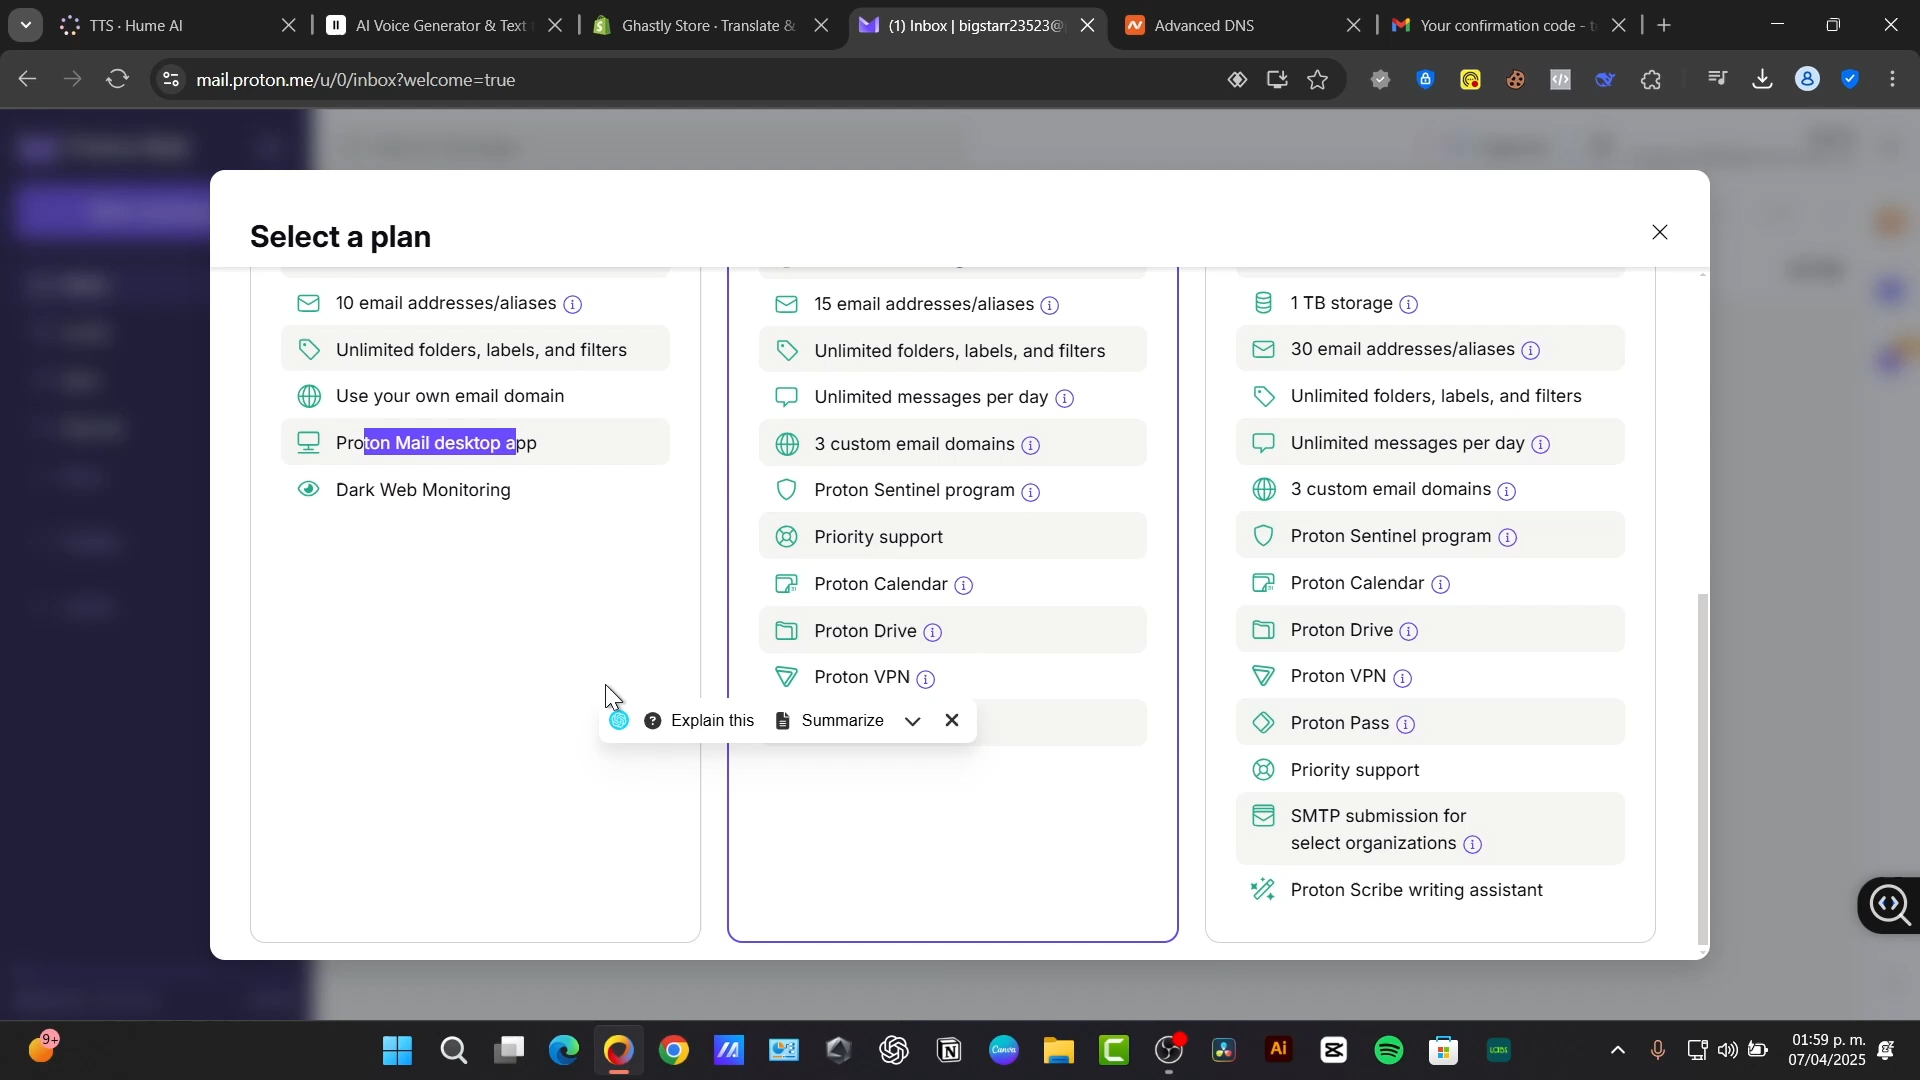 TTS · Hume AI
AI Voice Generator & Text
Ghastly Store · Translate &
(1) Inbox | bigstarr23523@
Advanced DNS
Your confirmation code - t
mail.proton.me/u/0/inbox?welcome=true
Select a plan
10 email addresses/aliases
Unlimited folders, labels, and filters
Use your own email domain
Proton Mail desktop app
Dark Web Monitoring
15 email addresses/aliases
Unlimited folders, labels, and filters
Unlimited messages per day
3 custom email domains
Proton Sentinel program
Priority support
Proton Calendar
Proton Drive
Proton VPN
Explain this
Summarize
1 TB storage
30 email addresses/aliases
Unlimited folders, labels, and filters
Unlimited messages per day
3 custom email domains
Proton Sentinel program
Proton Calendar
Proton Drive
Proton VPN
Proton Pass
Priority support
SMTP submission for
select organizations
Proton Scribe writing assistant
9+
Canva
Ai
01:59 p. m.
07/04/2025